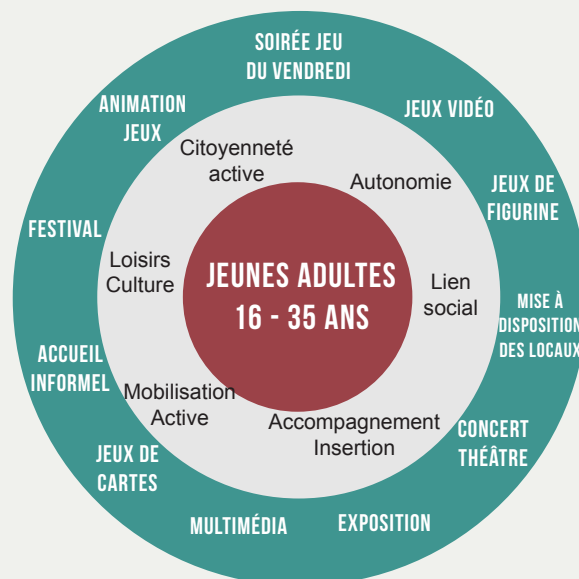 SOIRÉE JEU
DU VENDREDI
JEUX VIDÉO
JEUX DE
FIGURINE
MISE À
DISPOSITION
DES LOCAUX
CONCERT
THÉÂTRE
EXPOSITION
MULTIMÉDIA
JEUX DE
CARTES
ACCUEIL
INFORMEL
FESTIVAL
ANIMATION
JEUX
Citoyenneté
active
Autonomie
Lien
social
Accompagnement
Insertion
Mobilisation
Active
Loisirs
Culture
JEUNES ADULTES
16 - 35 ANS